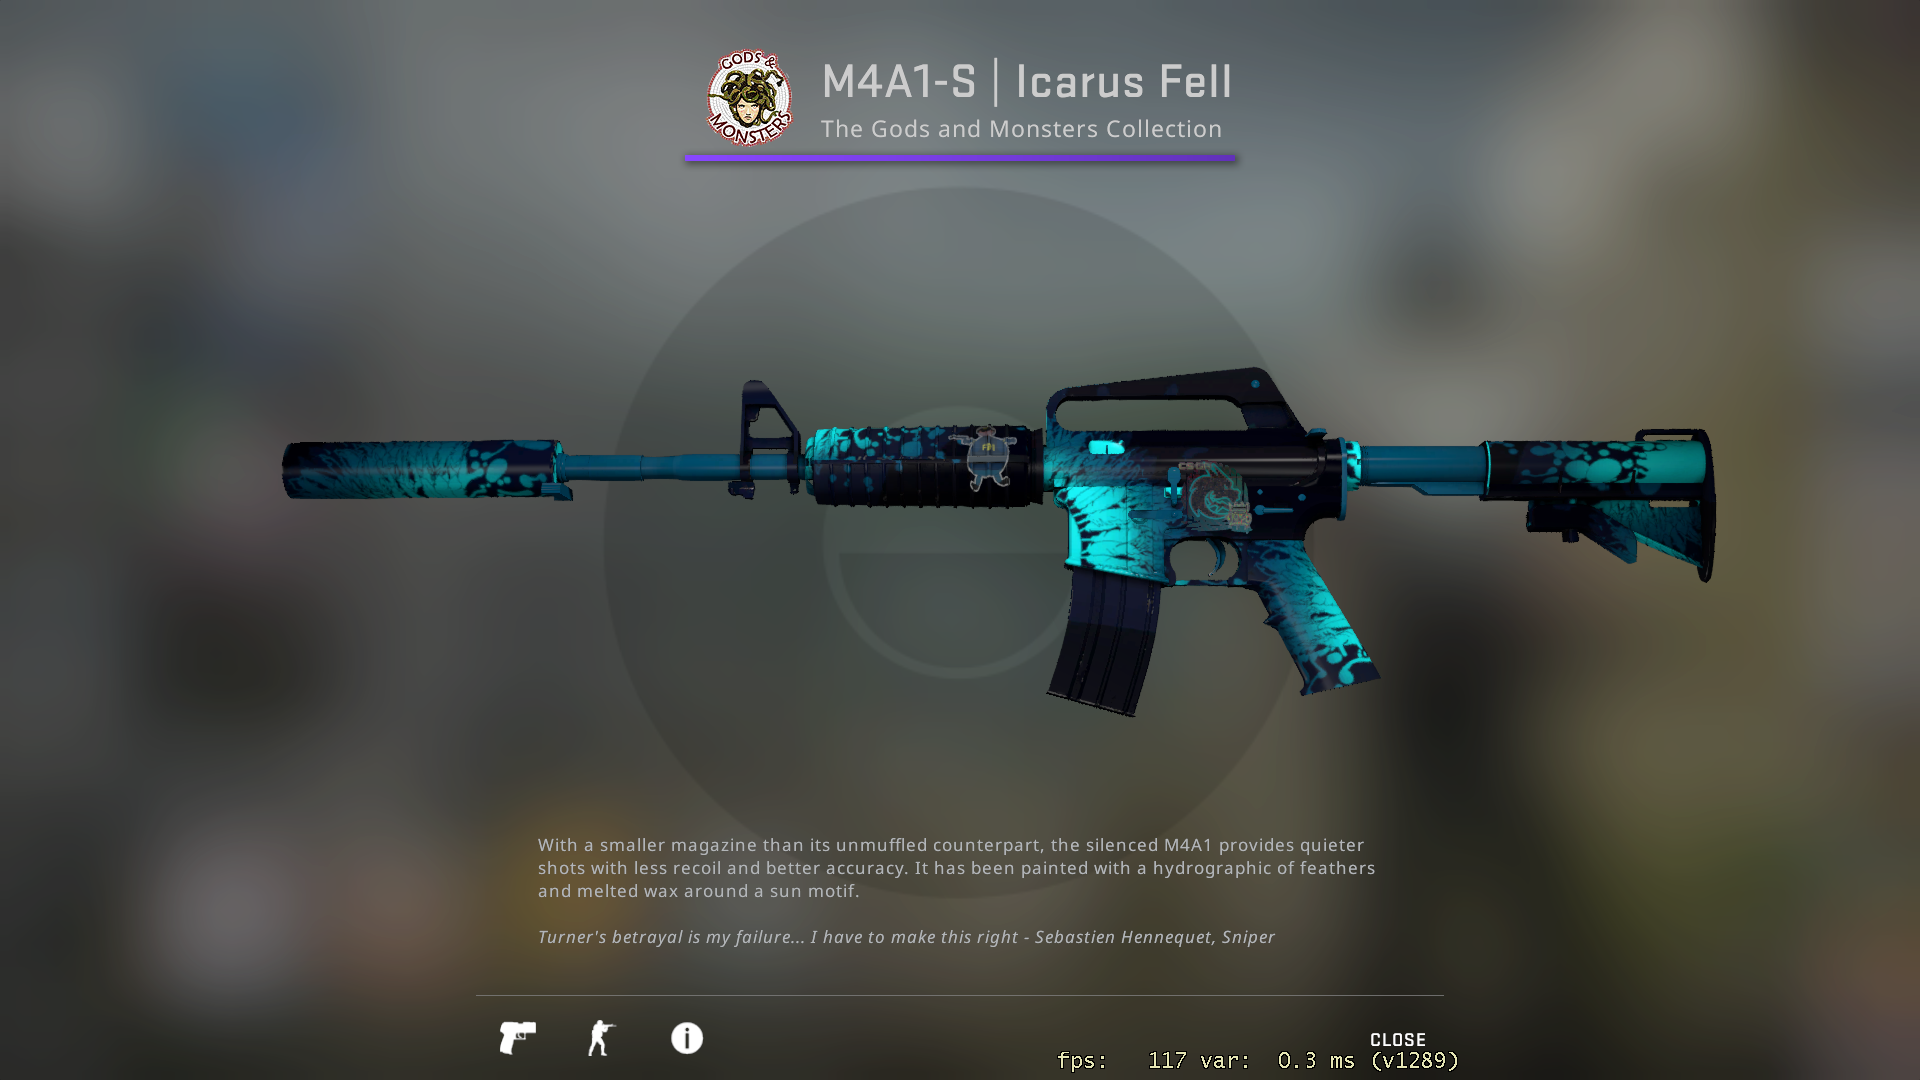 GODS &
MONSTERS
M4A1-S | Icarus Fell
The Gods and Monsters Collection
FPI
CSGO
With a smaller magazine than its unmuffled counterpart, the silenced M4A1 provides quieter
shots with less recoil and better accuracy. It has been painted with a hydrographic of feathers
and melted wax around a sun motif.
Turner's betrayal is my failure... I have to make this right - Sebastien Hennequet, Sniper
CLOSE
fps: 117 var: 0.3 ms (v1289)